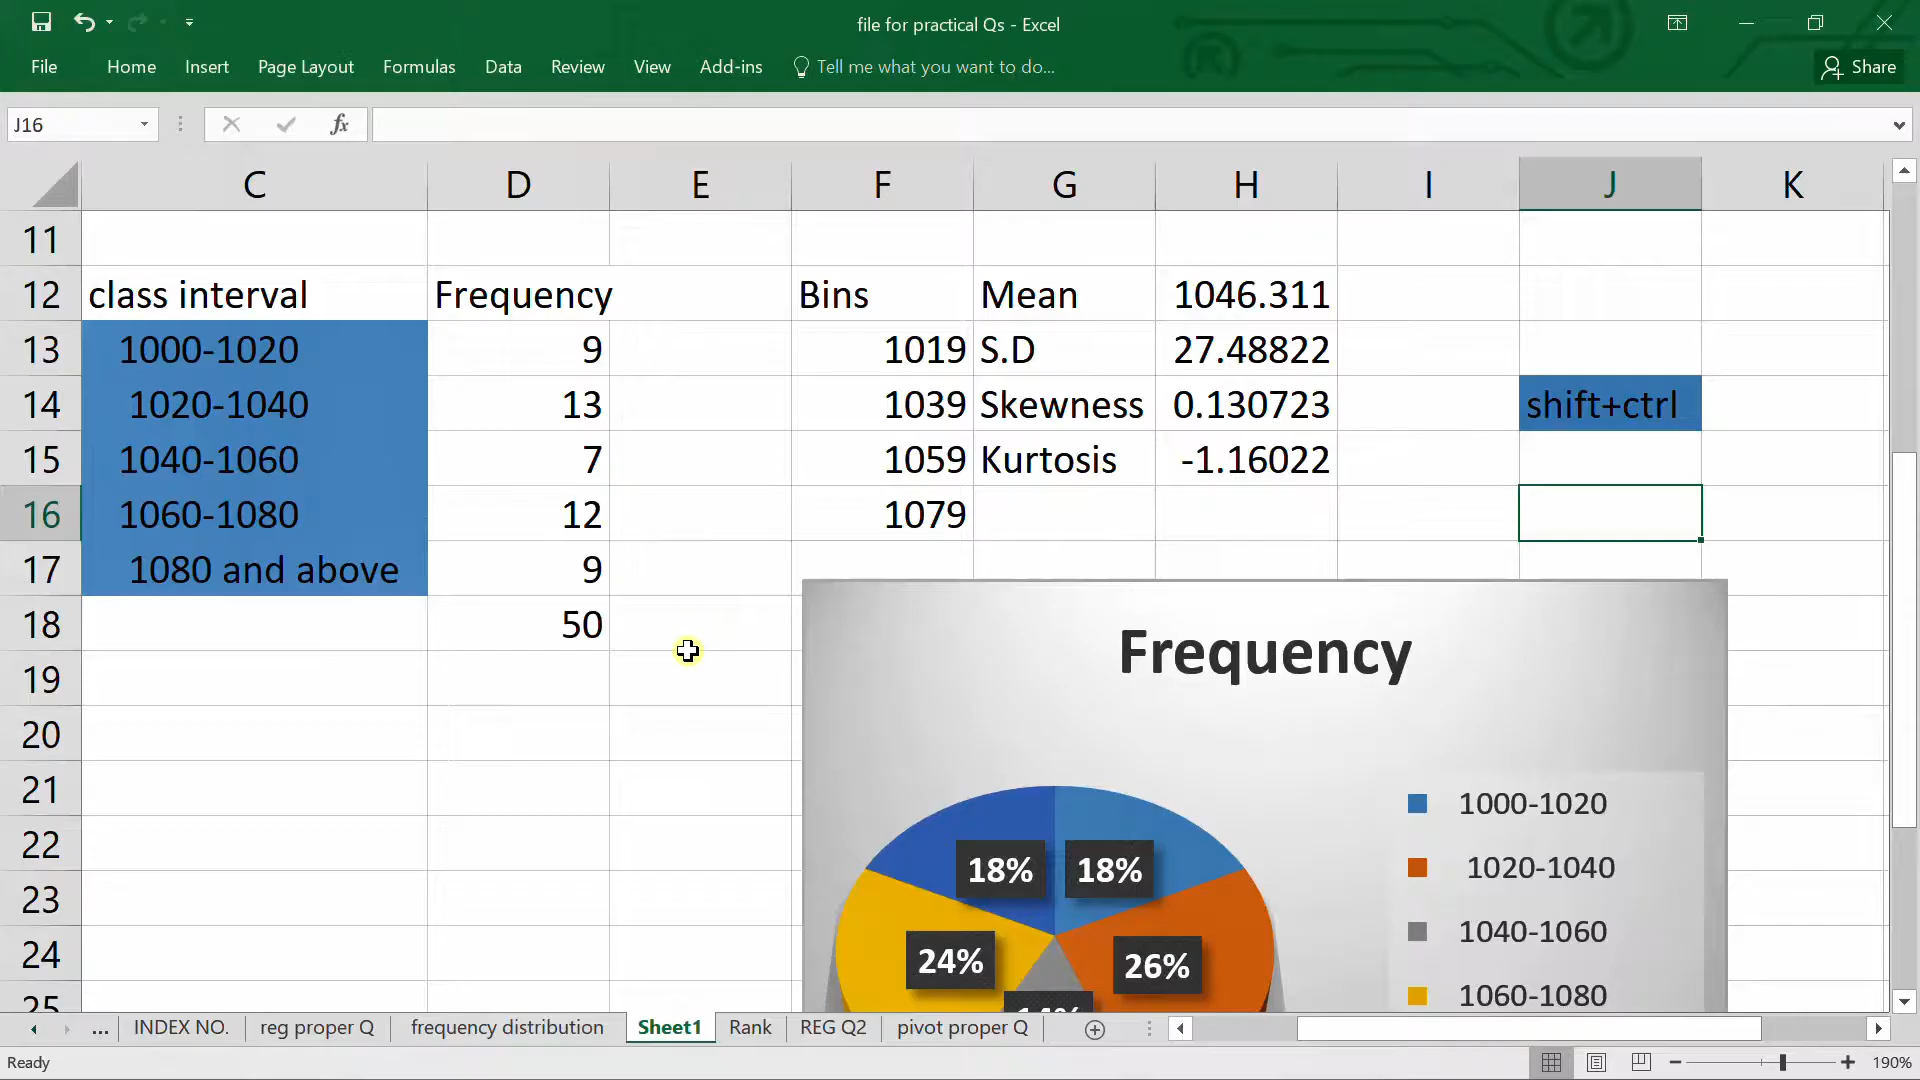 file for practical Qs - Excel
File Home Insert Page Layout Formulas Data Review View Add-ins Tell me what you want to do... Share
J16 fx
C D E F G H I J K
11
12 class interval Frequency Bins Mean 1046.311
13 1000-1020 9 1019 S.D 27.48822
14 1020-1040 13 1039 Skewness 0.130723 shift+ctrl
15 1040-1060 7 1059 Kurtosis -1.16022
16 1060-1080 12 1079
17 1080 and above 9
18 50
Frequency
19
20
21
1000-1020
22
18% 18%
1020-1040
23
1040-1060
24
24% 26%
1060-1080
25
14%
... INDEX NO. reg proper Q frequency distribution Sheet1 Rank REG Q2 pivot proper Q
Ready 190%